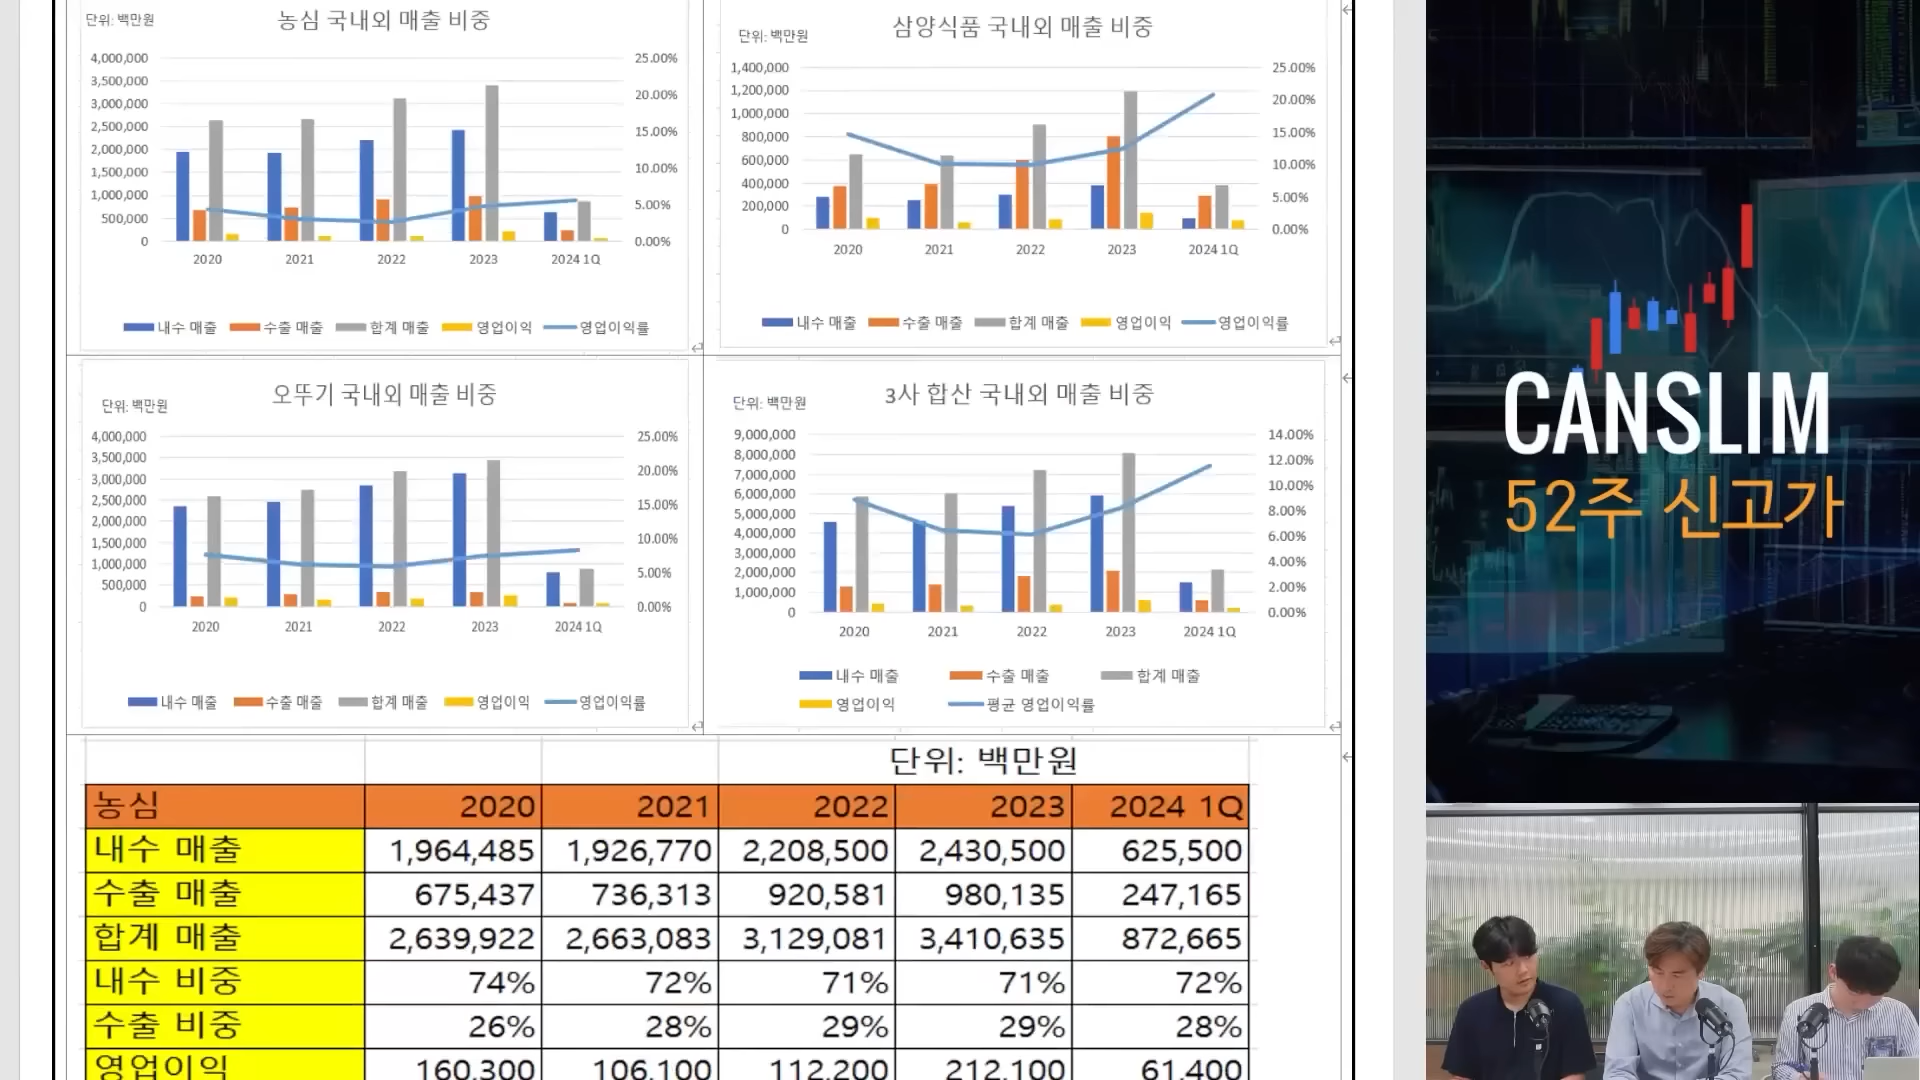 농심 국내외 매출 비중
단위: 백만원
4,000,000
3,500,000
3,000,000
2,500,000
2,000,000
1,500,000
1,000,000
500,000
0
25.00%
20.00%
15.00%
10.00%
5.00%
0.00%
2020 2021 2022 2023 2024 1Q
내수 매출 수출 매출 합계 매출 영업이익 영업이익률
삼양식품 국내외 매출 비중
단위: 백만원
1,400,000
1,200,000
1,000,000
800,000
600,000
400,000
200,000
0
25.00%
20.00%
15.00%
10.00%
5.00%
0.00%
2020 2021 2022 2023 2024 1Q
내수 매출 수출 매출 합계 매출 영업이익 영업이익률
오뚜기 국내외 매출 비중
단위: 백만원
4,000,000
3,500,000
3,000,000
2,500,000
2,000,000
1,500,000
1,000,000
500,000
0
25.00%
20.00%
15.00%
10.00%
5.00%
0.00%
2020 2021 2022 2023 2024 1Q
내수 매출 수출 매출 합계 매출 영업이익 영업이익률
3사 합산 국내외 매출 비중
단위: 백만원
9,000,000
8,000,000
7,000,000
6,000,000
5,000,000
4,000,000
3,000,000
2,000,000
1,000,000
0
14.00%
12.00%
10.00%
8.00%
6.00%
4.00%
2.00%
0.00%
2020 2021 2022 2023 2024 1Q
내수 매출 수출 매출 합계 매출
영업이익 평균 영업이익률
단위: 백만원
농심 2020 2021 2022 2023 2024 1Q
내수 매출 1,964,485 1,926,770 2,208,500 2,430,500 625,500
수출 매출 675,437 736,313 920,581 980,135 247,165
합계 매출 2,639,922 2,663,083 3,129,081 3,410,635 872,665
내수 비중 74% 72% 71% 71% 72%
수출 비중 26% 28% 29% 29% 28%
영업이익 160,300 106,100 112,200 212,100 61,400
CANSLIM
52주 신고가